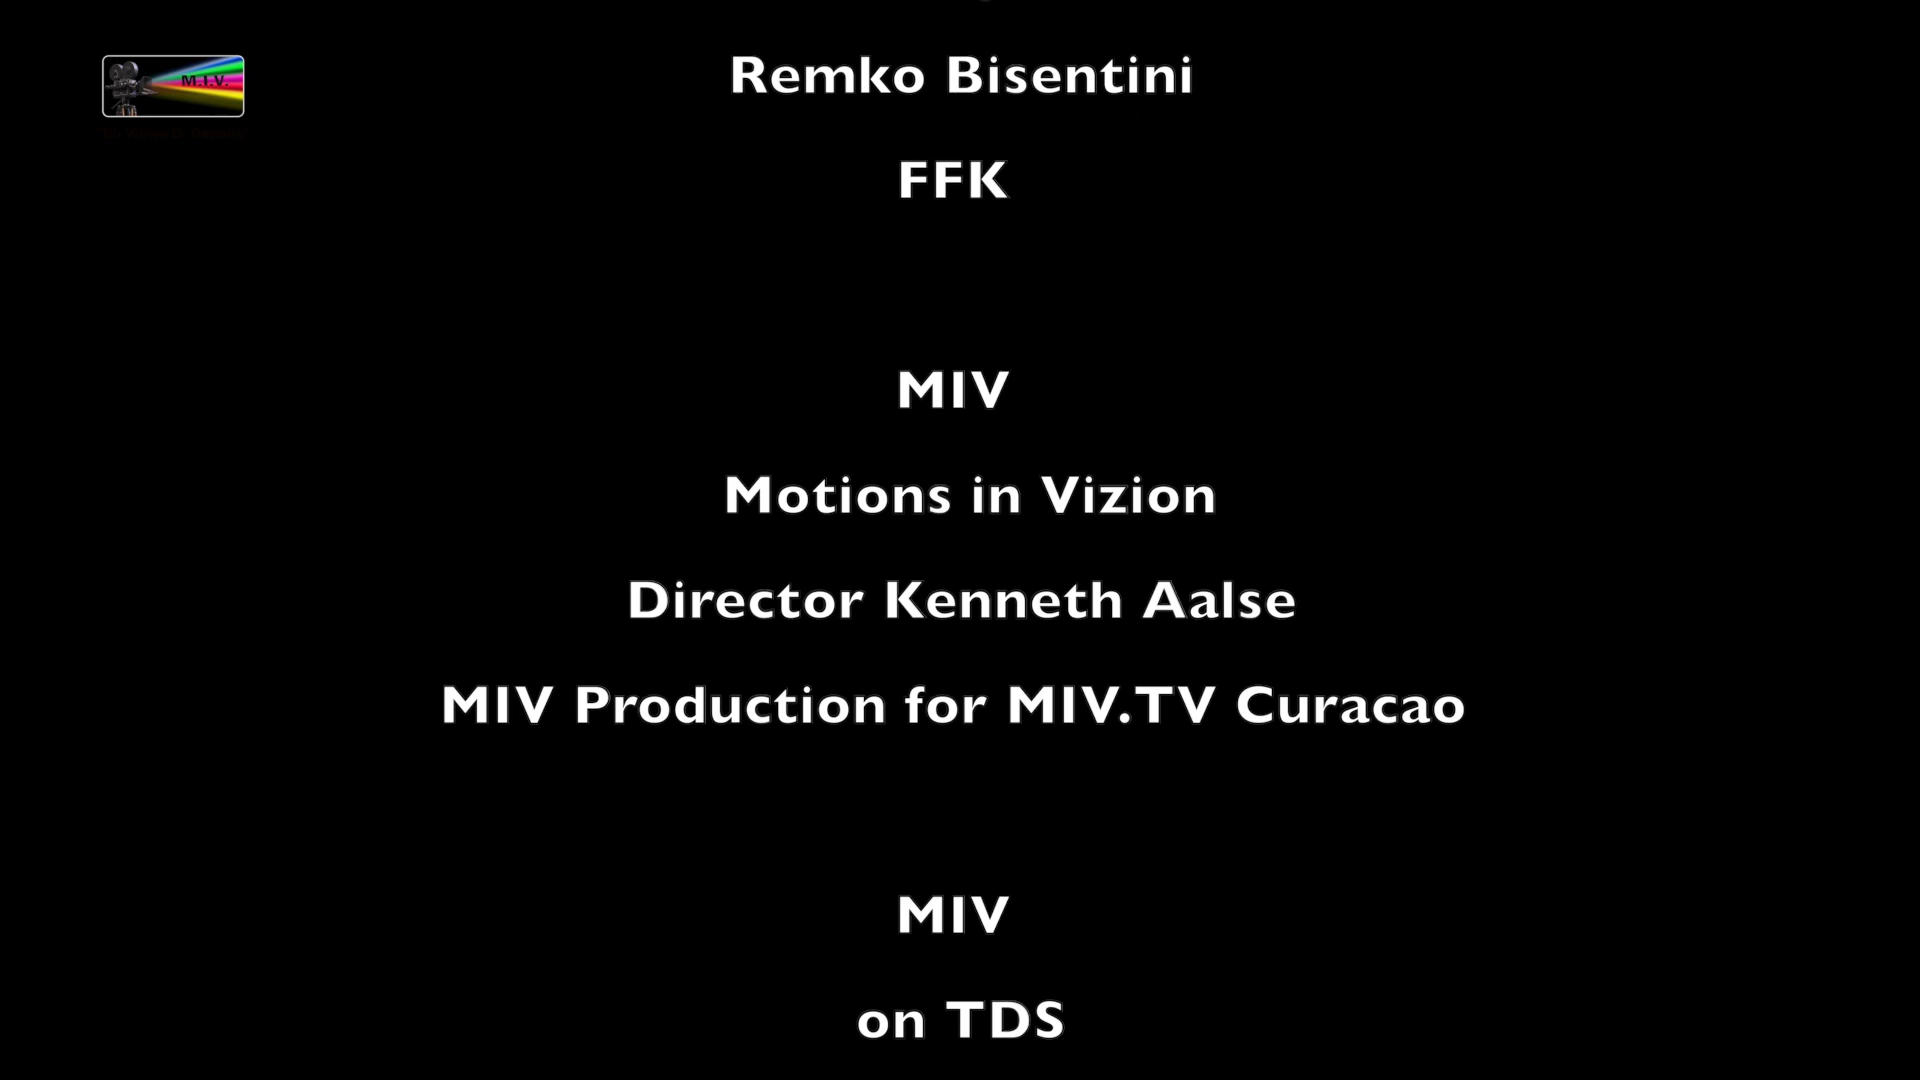 Remko Bisentini
M.I.V.
FFK
MIV
Motions in Vizion
Director Kenneth Aalse
MIV Production for MIV.TV Curacao
MIV
on TDS